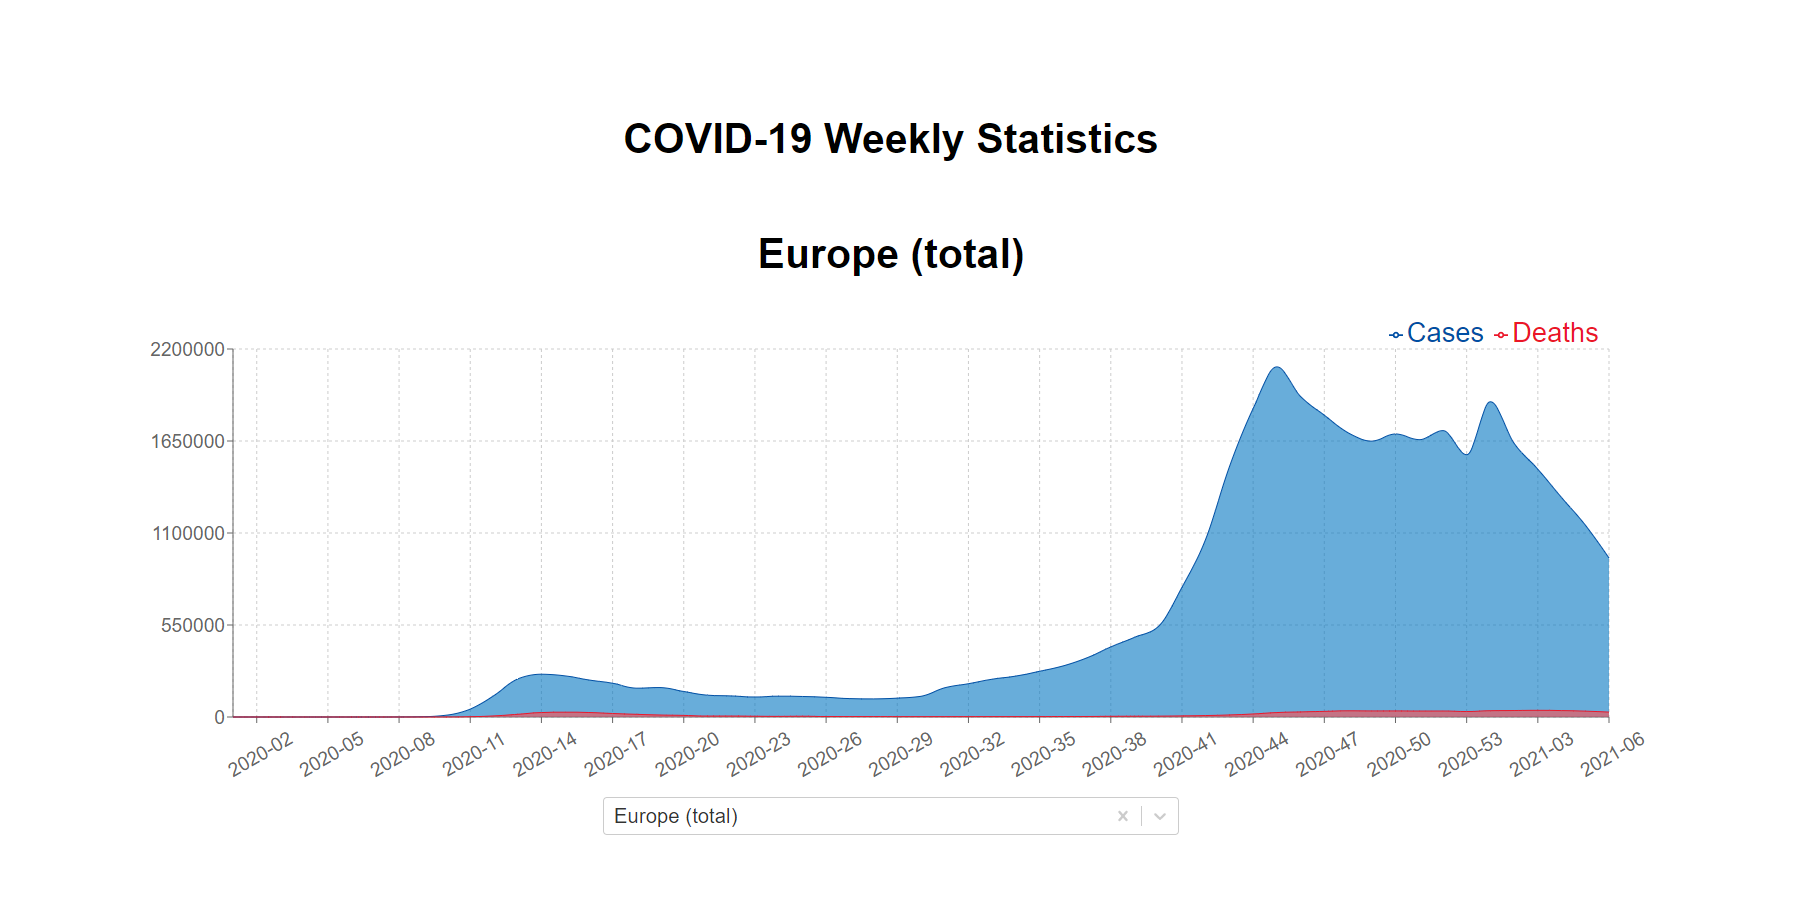 COVID-19 Weekly Statistics
Europe (total)
Cases Deaths
2200000
1650000
1100000
550000
0
2020-02 2020-05 2020-08 2020-11 2020-14 2020-17 2020-20 2020-23 2020-26 2020-29 2020-32 2020-35 2020-38 2020-41 2020-44 2020-47 2020-50 2020-53 2021-03 2021-06
Europe (total)